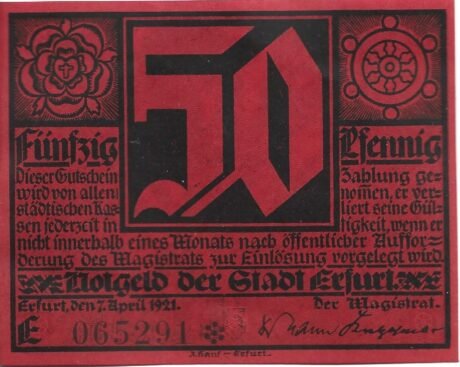 50
Fünfzig Pfennig
Dieser Gutschein Zahlung ge-
wird von allen nom̄en, er ver-
städtischen kas- liert seine Gül-
sen jederzeit in tigkeit, wenn er
nicht innerhalb eines Monats nach öffentlicher Auffor-
derung des Magistrats zur Einlösung vorgelegt wird.
Notgeld der Stadt Erfurt.
Erfurt, den 7. April 1921. Der Magistrat.
E 065291